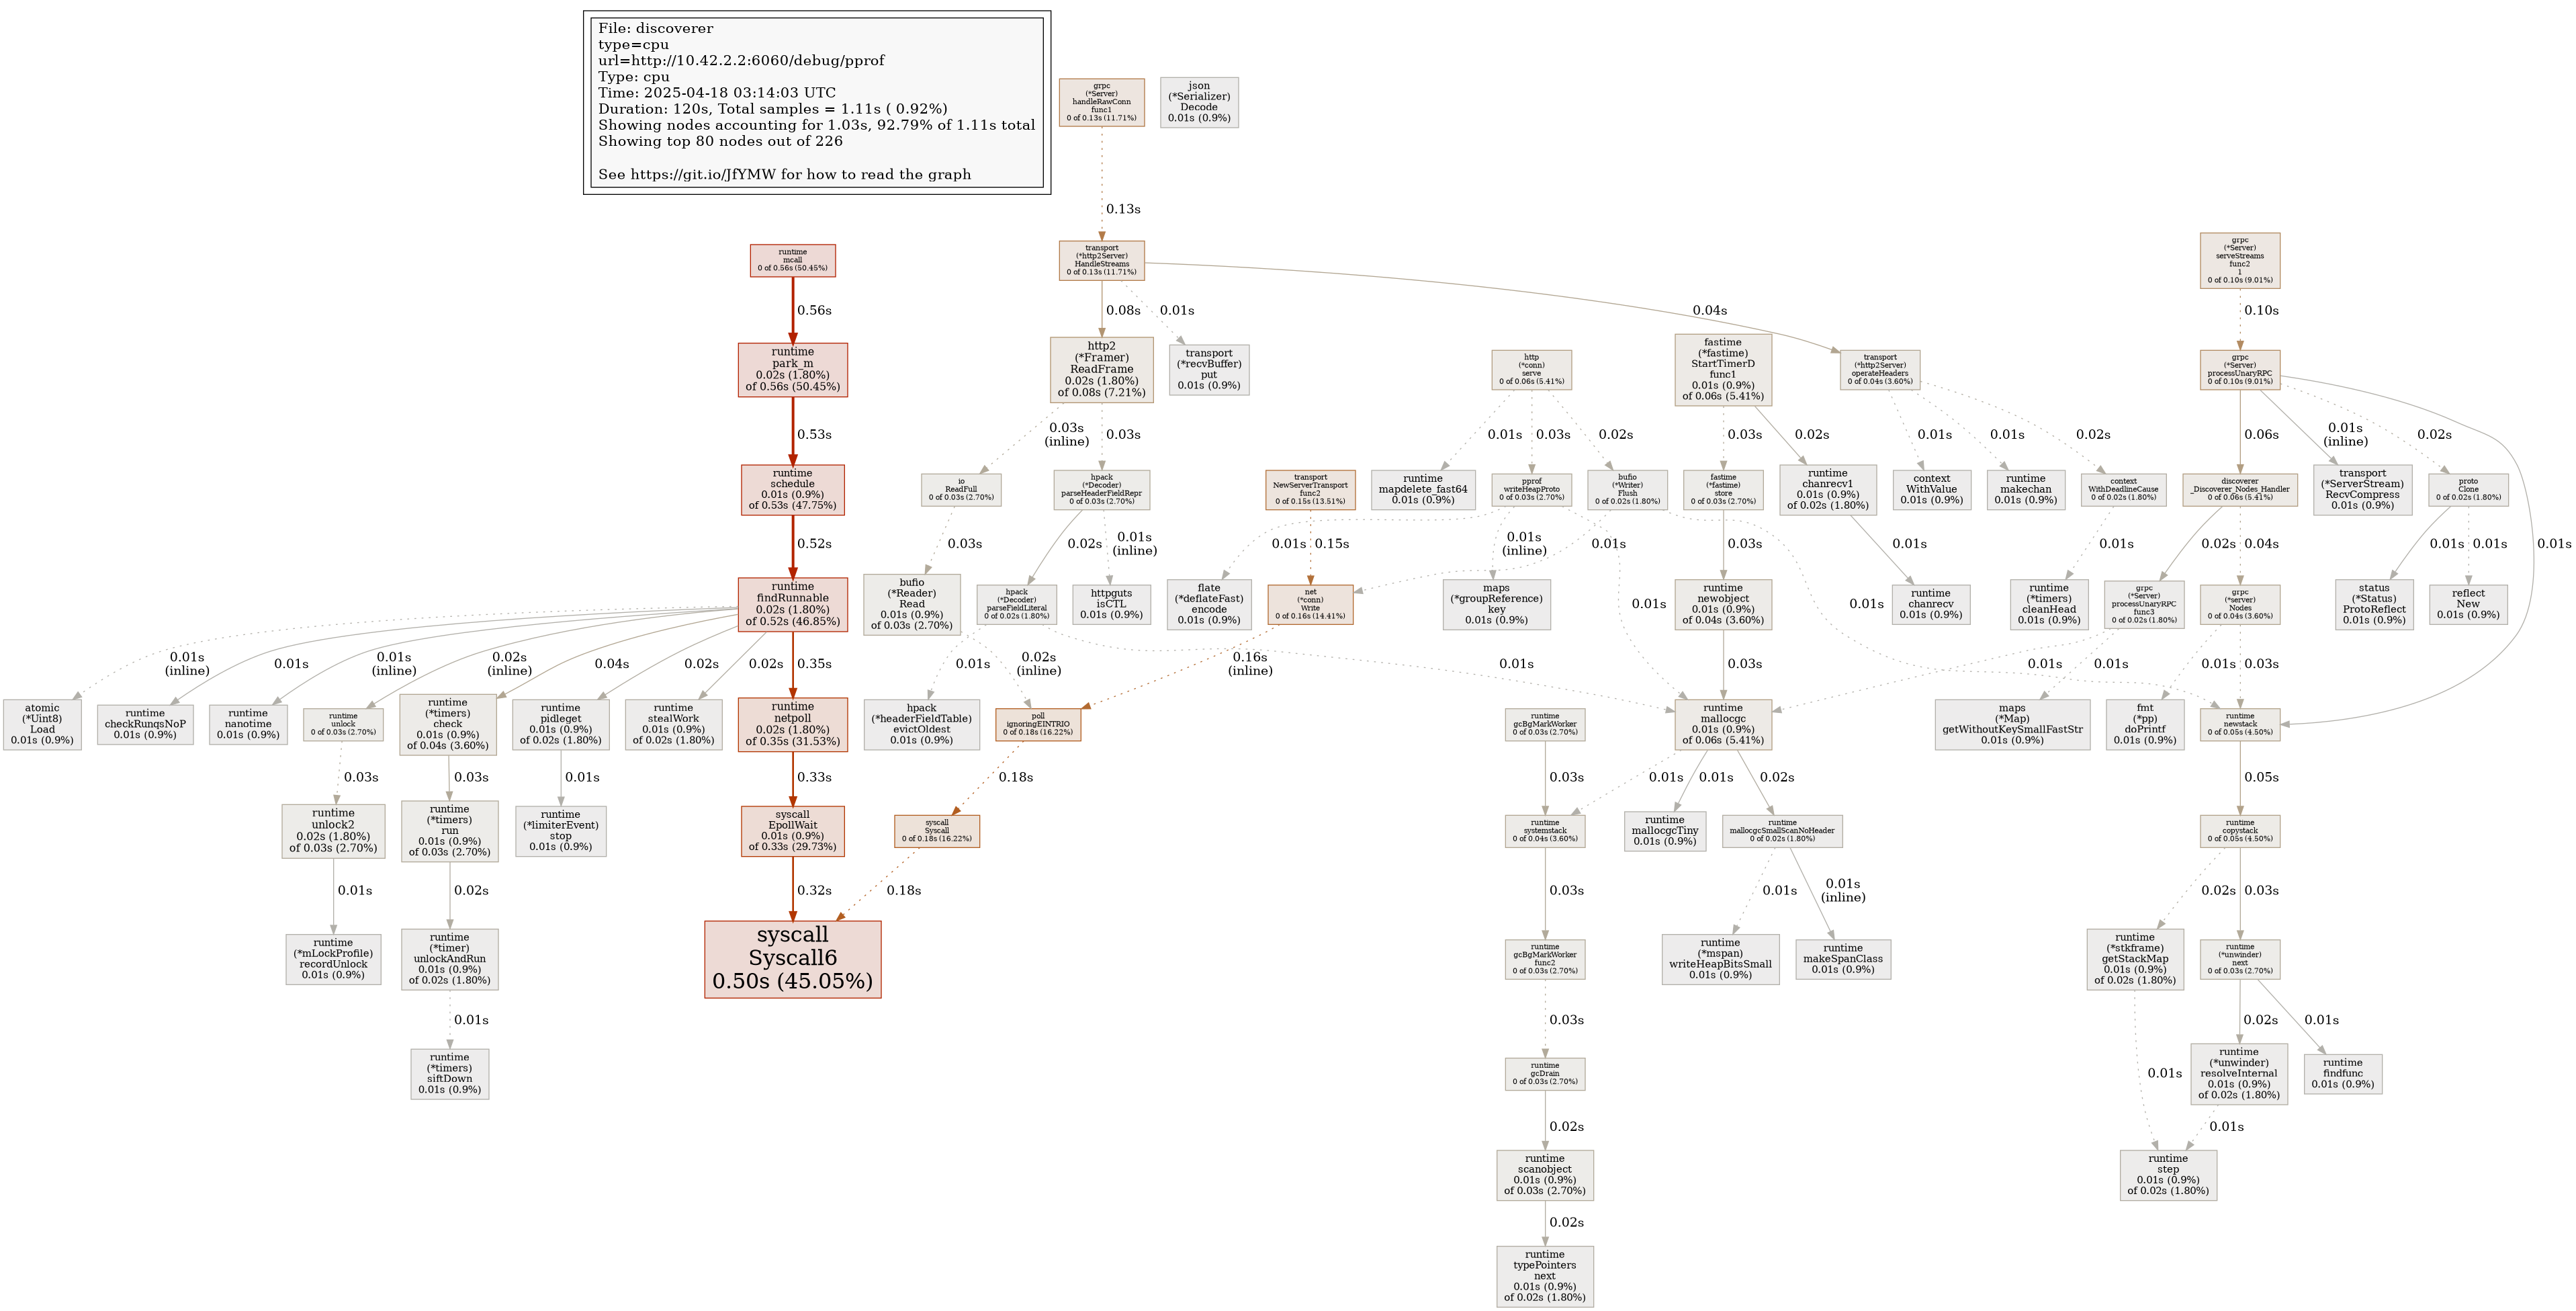 File: discoverer
type=cpu
url=http://10.42.2.2:6060/debug/pprof
Type: cpu
Time: 2025-04-18 03:14:03 UTC
Duration: 120s, Total samples = 1.11s ( 0.92%)
Showing nodes accounting for 1.03s, 92.79% of 1.11s total
Showing top 80 nodes out of 226
See https://git.io/JfYMW for how to read the graph
grpc
(*Server)
handleRawConn
func1
0 of 0.13s (11.71%)
json
(*Serializer)
Decode
0.01s (0.9%)
0.13s
runtime
mcall
0 of 0.56s (50.45%)
transport
(*http2Server)
HandleStreams
0 of 0.13s (11.71%)
grpc
(*Server)
serveStreams
func2
1
0 of 0.10s (9.01%)
0.56s
0.08s
0.01s
0.04s
0.10s
runtime
park_m
0.02s (1.80%)
of 0.56s (50.45%)
http2
(*Framer)
ReadFrame
0.02s (1.80%)
of 0.08s (7.21%)
transport
(*recvBuffer)
put
0.01s (0.9%)
http
(*conn)
serve
0 of 0.06s (5.41%)
fastime
(*fastime)
StartTimerD
func1
0.01s (0.9%)
of 0.06s (5.41%)
transport
(*http2Server)
operateHeaders
0 of 0.04s (3.60%)
grpc
(*Server)
processUnaryRPC
0 of 0.10s (9.01%)
0.53s
0.03s
(inline)
0.03s
0.01s
0.03s
0.02s
0.03s
0.02s
0.01s
0.01s
0.02s
0.06s
0.01s
(inline)
0.02s
0.01s
runtime
schedule
0.01s (0.9%)
of 0.53s (47.75%)
io
ReadFull
0 of 0.03s (2.70%)
hpack
(*Decoder)
parseHeaderFieldRepr
0 of 0.03s (2.70%)
transport
NewServerTransport
func2
0 of 0.15s (13.51%)
runtime
mapdelete_fast64
0.01s (0.9%)
pprof
writeHeapProto
0 of 0.03s (2.70%)
bufio
(*Writer)
Flush
0 of 0.02s (1.80%)
fastime
(*fastime)
store
0 of 0.03s (2.70%)
runtime
chanrecv1
0.01s (0.9%)
of 0.02s (1.80%)
context
WithValue
0.01s (0.9%)
runtime
makechan
0.01s (0.9%)
context
WithDeadlineCause
0 of 0.02s (1.80%)
discoverer
_Discoverer_Nodes_Handler
0 of 0.06s (5.41%)
transport
(*ServerStream)
RecvCompress
0.01s (0.9%)
proto
Clone
0 of 0.02s (1.80%)
0.52s
0.03s
0.02s
0.01s
(inline)
0.01s
0.15s
0.01s
(inline)
0.01s
0.01s
0.01s
0.03s
0.01s
0.01s
0.02s
0.04s
0.01s
0.01s
runtime
findRunnable
0.02s (1.80%)
of 0.52s (46.85%)
bufio
(*Reader)
Read
0.01s (0.9%)
of 0.03s (2.70%)
hpack
(*Decoder)
parseFieldLiteral
0 of 0.02s (1.80%)
httpguts
isCTL
0.01s (0.9%)
flate
(*deflateFast)
encode
0.01s (0.9%)
net
(*conn)
Write
0 of 0.16s (14.41%)
maps
(*groupReference)
key
0.01s (0.9%)
runtime
newobject
0.01s (0.9%)
of 0.04s (3.60%)
runtime
chanrecv
0.01s (0.9%)
runtime
(*timers)
cleanHead
0.01s (0.9%)
grpc
(*Server)
processUnaryRPC
func3
0 of 0.02s (1.80%)
grpc
(*server)
Nodes
0 of 0.04s (3.60%)
status
(*Status)
ProtoReflect
0.01s (0.9%)
reflect
New
0.01s (0.9%)
0.01s
(inline)
0.01s
0.01s
(inline)
0.02s
(inline)
0.04s
0.02s
0.02s
0.35s
0.02s
(inline)
0.01s
0.01s
0.16s
(inline)
0.03s
0.01s
0.01s
0.01s
0.03s
atomic
(*Uint8)
Load
0.01s (0.9%)
runtime
checkRunqsNoP
0.01s (0.9%)
runtime
nanotime
0.01s (0.9%)
runtime
unlock
0 of 0.03s (2.70%)
runtime
(*timers)
check
0.01s (0.9%)
of 0.04s (3.60%)
runtime
pidleget
0.01s (0.9%)
of 0.02s (1.80%)
runtime
stealWork
0.01s (0.9%)
of 0.02s (1.80%)
runtime
netpoll
0.02s (1.80%)
of 0.35s (31.53%)
hpack
(*headerFieldTable)
evictOldest
0.01s (0.9%)
poll
ignoringEINTRIO
0 of 0.18s (16.22%)
runtime
gcBgMarkWorker
0 of 0.03s (2.70%)
runtime
mallocgc
0.01s (0.9%)
of 0.06s (5.41%)
maps
(*Map)
getWithoutKeySmallFastStr
0.01s (0.9%)
fmt
(*pp)
doPrintf
0.01s (0.9%)
runtime
newstack
0 of 0.05s (4.50%)
0.03s
0.03s
0.01s
0.33s
0.18s
0.03s
0.01s
0.01s
0.02s
0.05s
runtime
unlock2
0.02s (1.80%)
of 0.03s (2.70%)
runtime
(*timers)
run
0.01s (0.9%)
of 0.03s (2.70%)
runtime
(*limiterEvent)
stop
0.01s (0.9%)
syscall
EpollWait
0.01s (0.9%)
of 0.33s (29.73%)
syscall
Syscall
0 of 0.18s (16.22%)
runtime
systemstack
0 of 0.04s (3.60%)
runtime
mallocgcTiny
0.01s (0.9%)
runtime
mallocgcSmallScanNoHeader
0 of 0.02s (1.80%)
runtime
copystack
0 of 0.05s (4.50%)
0.01s
0.02s
0.32s
0.18s
0.03s
0.01s
0.01s
(inline)
0.02s
0.03s
runtime
(*mLockProfile)
recordUnlock
0.01s (0.9%)
runtime
(*timer)
unlockAndRun
0.01s (0.9%)
of 0.02s (1.80%)
syscall
Syscall6
0.50s (45.05%)
runtime
gcBgMarkWorker
func2
0 of 0.03s (2.70%)
runtime
(*mspan)
writeHeapBitsSmall
0.01s (0.9%)
runtime
makeSpanClass
0.01s (0.9%)
runtime
(*stkframe)
getStackMap
0.01s (0.9%)
of 0.02s (1.80%)
runtime
(*unwinder)
next
0 of 0.03s (2.70%)
0.01s
0.03s
0.02s
0.01s
runtime
(*timers)
siftDown
0.01s (0.9%)
runtime
gcDrain
0 of 0.03s (2.70%)
0.01s
runtime
(*unwinder)
resolveInternal
0.01s (0.9%)
of 0.02s (1.80%)
runtime
findfunc
0.01s (0.9%)
0.02s
0.01s
runtime
scanobject
0.01s (0.9%)
of 0.03s (2.70%)
runtime
step
0.01s (0.9%)
of 0.02s (1.80%)
0.02s
runtime
typePointers
next
0.01s (0.9%)
of 0.02s (1.80%)